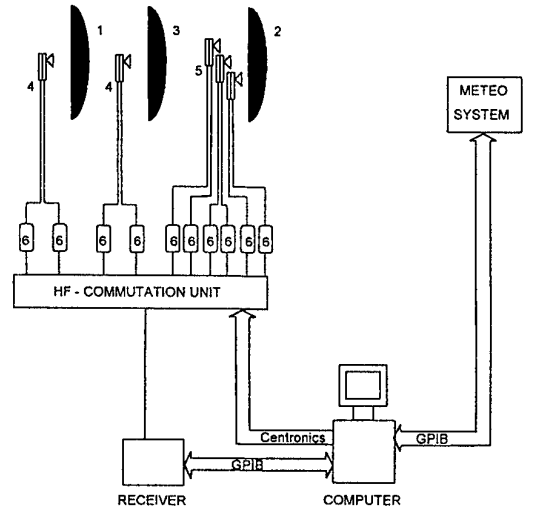 1
3
2
4
4
5
METEO
SYSTEM
6
6
6
6
6
6
6
6
6
6
HF - COMMUTATION UNIT
Centronics
GPIB
GPIB
RECEIVER
COMPUTER